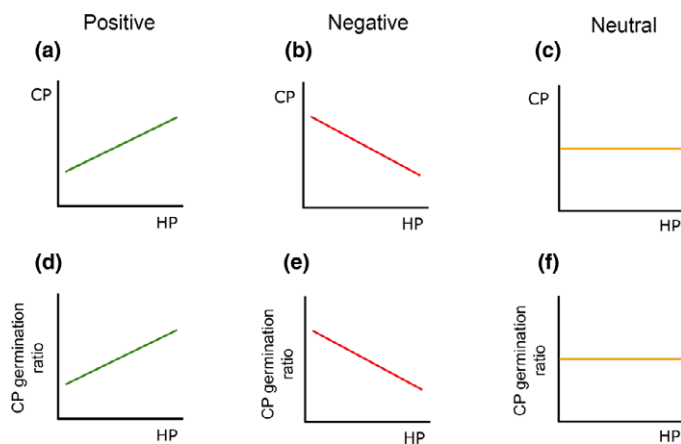 Positive Negative Neutral
(a) (b) (c)
CP CP CP
HP HP HP
(d) (e) (f)
CP germination
ratio
CP germination
ratio
CP germination
ratio
HP HP HP